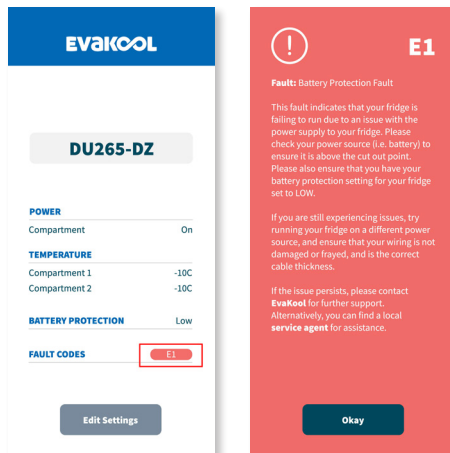 EVAKOOL
DU265-DZ
POWER
Compartment On
TEMPERATURE
Compartment 1 -10C
Compartment 2 -10C
BATTERY PROTECTION Low
FAULT CODES E1
Edit Settings
! E1
Fault: Battery Protection Fault
This fault indicates that your fridge is
failing to run due to an issue with the
power supply to your fridge. Please
check your power source (i.e. battery) to
ensure it is above the cut out point.
Please also ensure that you have your
battery protection setting for your fridge
set to LOW.
If you are still experiencing issues, try
running your fridge on a different power
source, and ensure that your wiring is not
damaged or frayed, and is the correct
cable thickness.
If the issue persists, please contact
EvaKool for further support.
Alternatively, you can find a local
service agent for assistance.
Okay